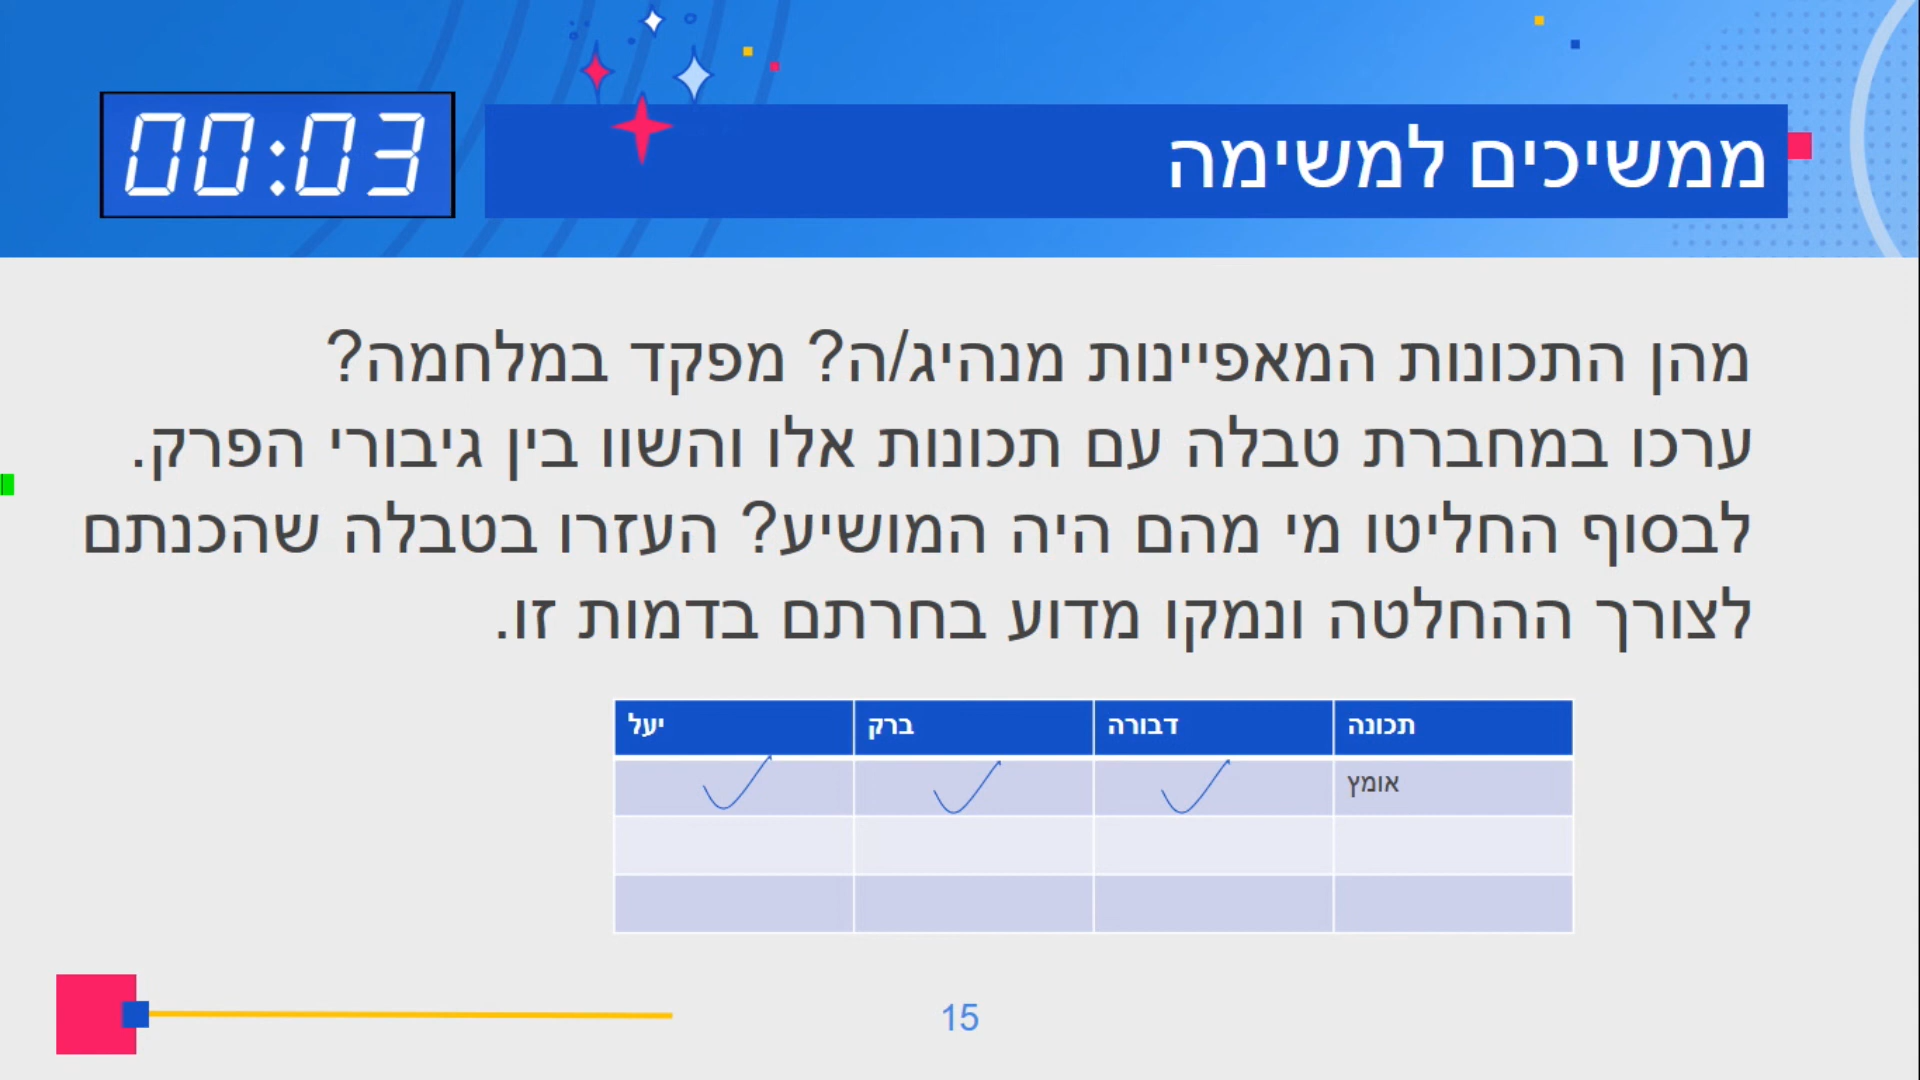 00:03
ממשיכים למשימה
מהן התכונות המאפיינות מנהיג/ה? מפקד במלחמה?
ערכו במחברת טבלה עם תכונות אלו והשוו בין גיבורי הפרק.
לבסוף החליטו מי מהם היה המושיע? העזרו בטבלה שהכנתם
לצורך ההחלטה ונמקו מדוע בחרתם בדמות זו.
תכונה דבורה ברק יעל
אומץ
15